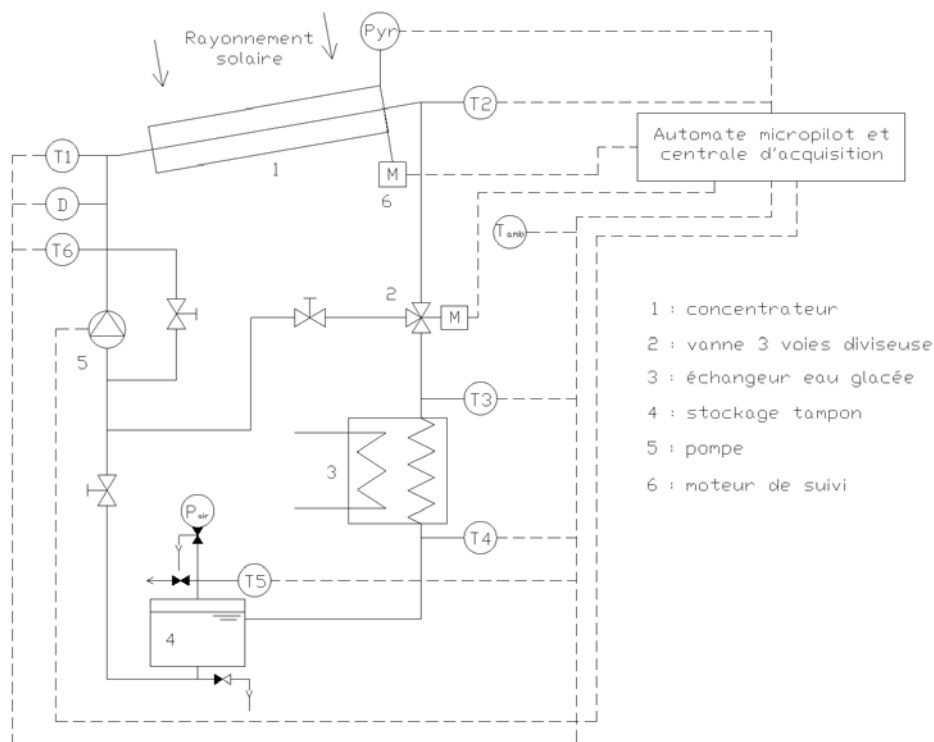 Rayonnement
solaire
Pyr
T1
T2
1
M
6
Automate micropilot et
centrale d'acquisition
D
T6
Tamb
2
M
5
1 : concentrateur
2 : vanne 3 voies diviseuse
3 : échangeur eau glacée
4 : stockage tampon
5 : pompe
6 : moteur de suivi
T3
3
Pair
T4
T5
4